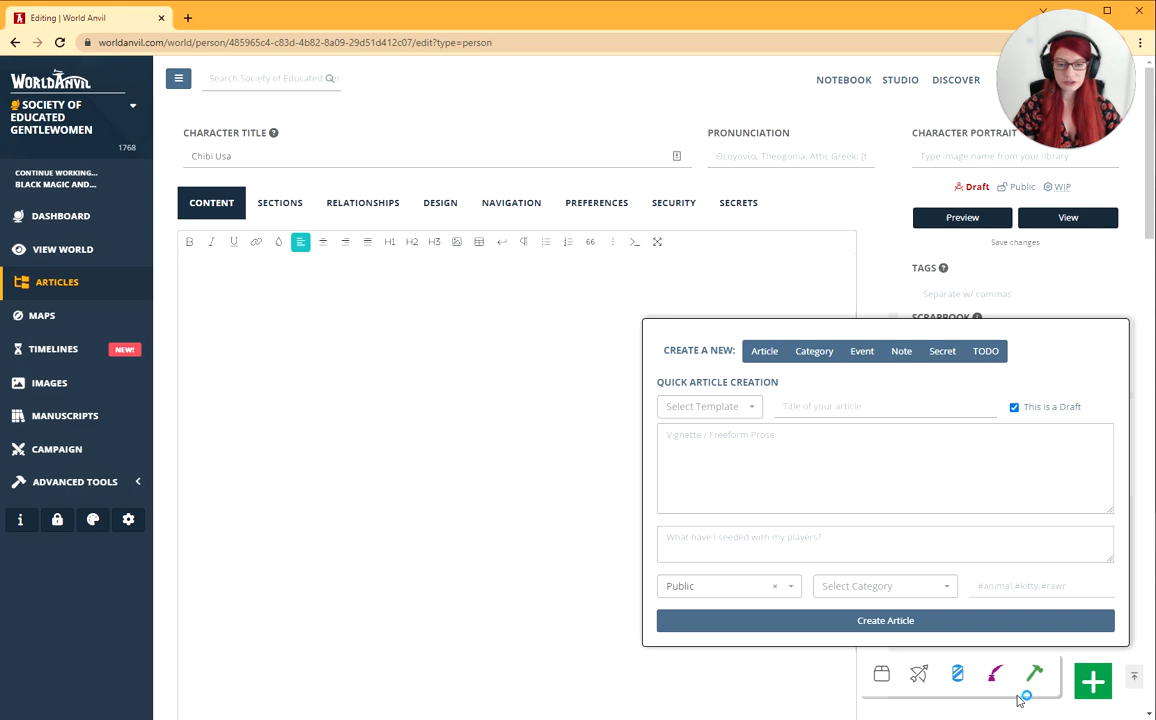 Editing | World Anvil
worldanvil.com/world/person/485965c4-c83d-4b82-8a09-29d51d412c07/edit?type=person
WORLDANVIL
SOCIETY OF
EDUCATED
GENTLEWOMEN
1768
CONTINUE WORKING...
BLACK MAGIC AND...
DASHBOARD
VIEW WORLD
ARTICLES
MAPS
TIMELINES NEW!
IMAGES
MANUSCRIPTS
CAMPAIGN
ADVANCED TOOLS
Search Society of Educated
NOTEBOOK STUDIO DISCOVER
CHARACTER TITLE
Chibi Usa
PRONUNCIATION
Θεογονία, Theogonia, Attic Greek: [t
CHARACTER PORTRAIT
Type image name from your library
Draft Public WIP
Preview View
Save changes
CONTENT SECTIONS RELATIONSHIPS DESIGN NAVIGATION PREFERENCES SECURITY SECRETS
B I U H1 H2 H3 66
TAGS
Separate w/ commas
SCRAPBOOK
CREATE A NEW: Article Category Event Note Secret TODO
QUICK ARTICLE CREATION
Select Template Title of your article This is a Draft
Vignette / Freeform Prose
What have I seeded with my players?
Public × Select Category #animal,#kitty,#rawr
Create Article